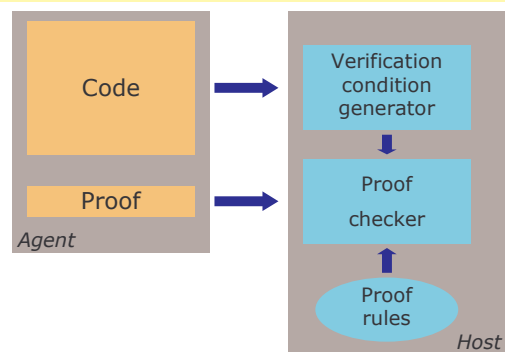 Code
Proof
Agent
Verification
condition
generator
Proof
checker
Proof
rules
Host